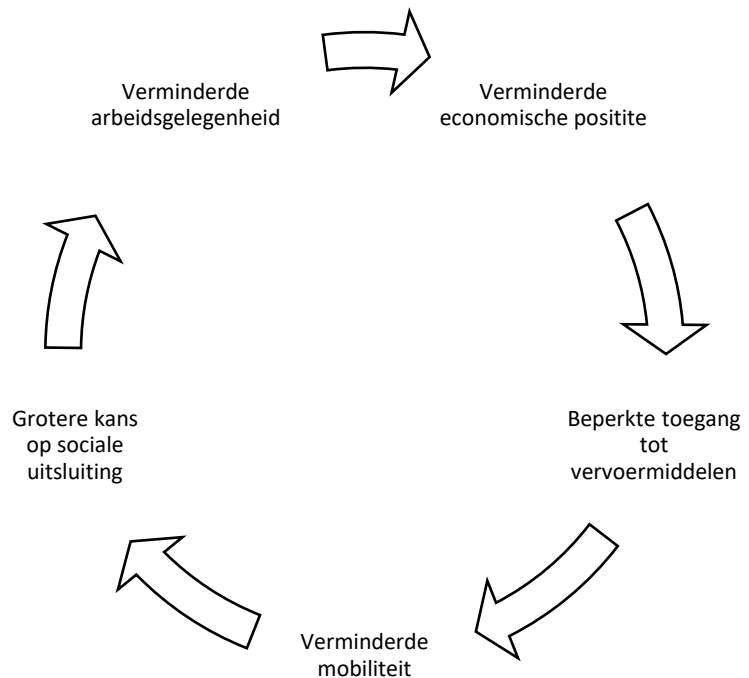 Verminderde
arbeidsgelegenheid
Verminderde
economische positite
Beperkte toegang
tot
vervoermiddelen
Verminderde
mobiliteit
Grotere kans
op sociale
uitsluiting